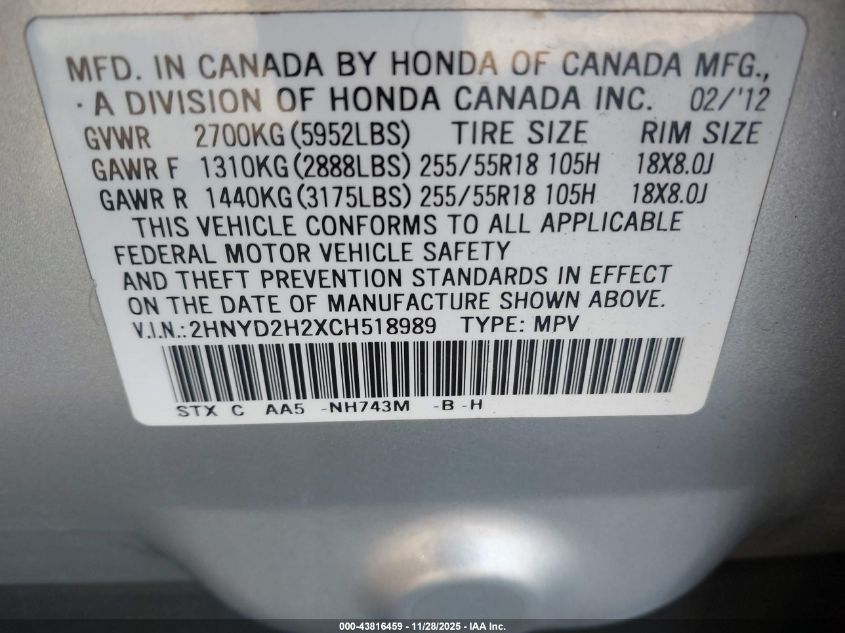 MFD. IN CANADA BY HONDA OF CANADA MFG.,
· A DIVISION OF HONDA CANADA INC. 02/'12
GVWR 2700KG (5952LBS) TIRE SIZE RIM SIZE
GAWR F 1310KG (2888LBS) 255/55R18 105H 18X8.0J
GAWR R 1440KG (3175LBS) 255/55R18 105H 18X8.0J
THIS VEHICLE CONFORMS TO ALL APPLICABLE
FEDERAL MOTOR VEHICLE SAFETY
AND THEFT PREVENTION STANDARDS IN EFFECT
ON THE DATE OF MANUFACTURE SHOWN ABOVE.
V.I.N.: 2HNYD2H2XCH518989 TYPE: MPV
STX C AA5 -NH743M -B -H
000-43816459 - 11/28/2025 - IAA Inc.